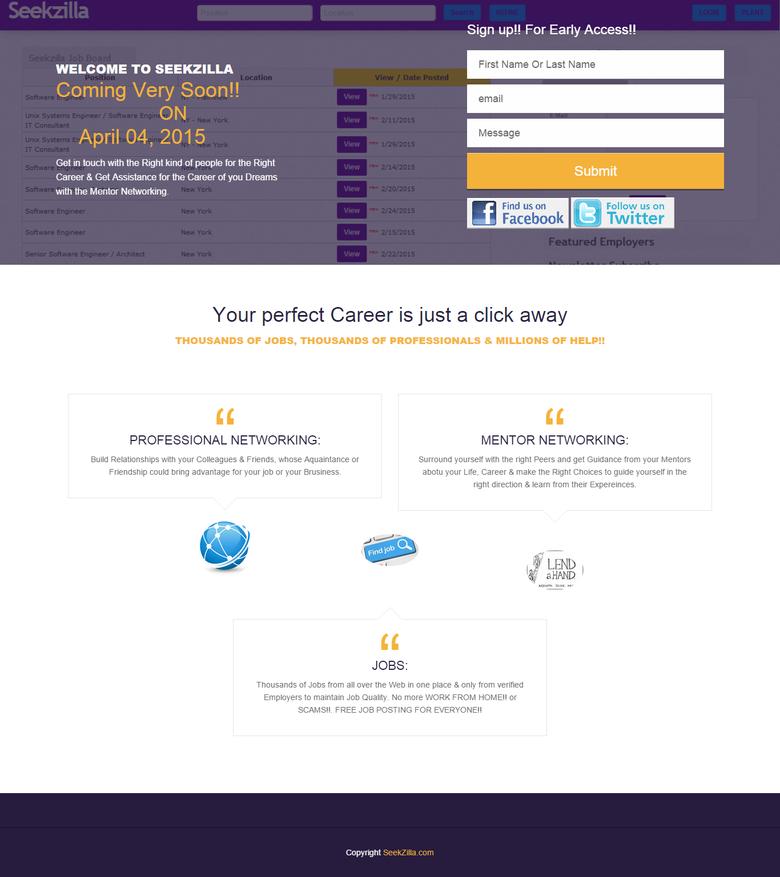 Seekzilla
Position
Location
Search
LOGIN
Seekzilla Job Board
Position
Location
View / Date Posted
WELCOME TO SEEKZILLA
Coming Very Soon!!
ON
April 04, 2015
Get in touch with the Right kind of people for the Right
Career & Get Assistance for the Career of you Dreams
with the Mentor Networking.
View 1/29/2015
Unix Systems Engineer / Software Engineer /
IT Consultant
NY - New York
View 2/11/2015
IT Consultant
View 1/29/2015
View 2/14/2015
New York
View 2/20/2015
Software Engineer
New York
View 2/24/2015
Software Engineer
New York
View 2/15/2015
Senior Software Engineer / Architect
New York
View 2/22/2015
Sign up!! For Early Access!!
First Name Or Last Name
email
Message
Submit
Find us on
Facebook
Follow us on
Twitter
Featured Employers
Newsletter Subscribe
Your perfect Career is just a click away
THOUSANDS OF JOBS, THOUSANDS OF PROFESSIONALS & MILLIONS OF HELP!!
PROFESSIONAL NETWORKING:
Build Relationships with your Colleagues & Friends, whose Aquaintance or
Friendship could bring advantage for your job or your Brusiness.
MENTOR NETWORKING:
Surround yourself with the right Peers and get Guidance from your Mentors
abotu your Life, Career & make the Right Choices to guide yourself in the
right direction & learn from their Expereinces.
Find job
LEND
a HAND
JOBS:
Thousands of Jobs from all over the Web in one place & only from verified
Employers to maintain Job Quality. No more WORK FROM HOME!! or
SCAMS!!. FREE JOB POSTING FOR EVERYONE!!
Copyright SeekZilla.com